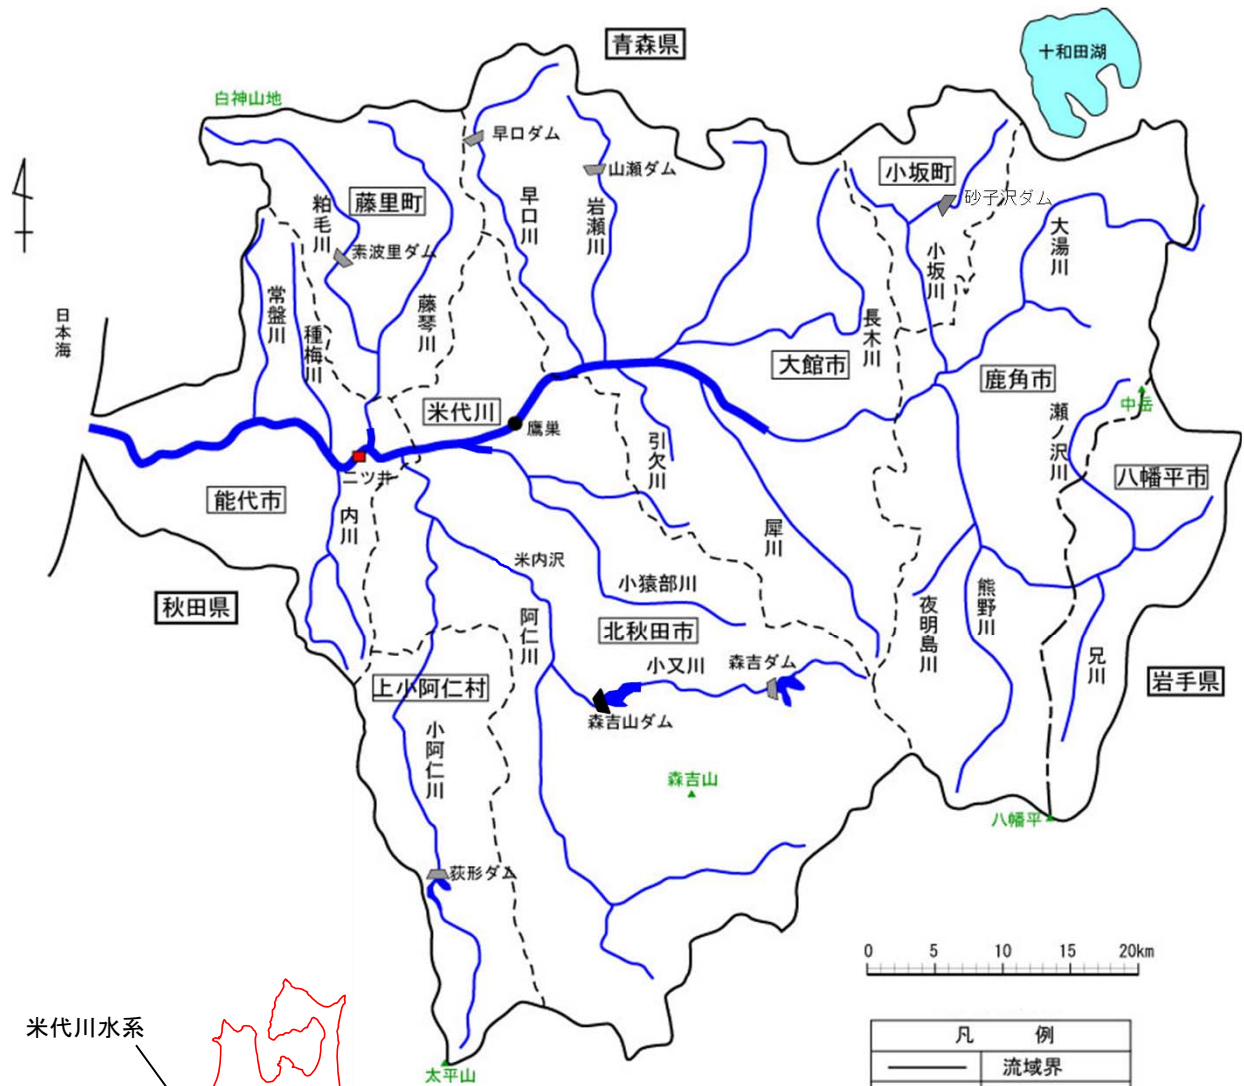 青森県
十和田湖
白神山地
早口ダム
山瀬ダム
小坂町
砂子沢ダム
藤里町
粕毛川
早口川
岩瀬川
大湯川
素波里ダム
小坂川
常盤川
藤琴川
種梅川
長木川
日本海
大館市
鹿角市
米代川
瀬ノ沢川
中岳
鷹巣
引欠川
二ツ井
八幡平市
能代市
内川
犀川
米内沢
小猿部川
熊野川
夜明島川
秋田県
阿仁川
北秋田市
小又川
森吉ダム
兄川
岩手県
上小阿仁村
森吉山ダム
小阿仁川
森吉山
八幡平
荻形ダム
0 5 10 15 20km
米代川水系
凡 例
流域界
太平山